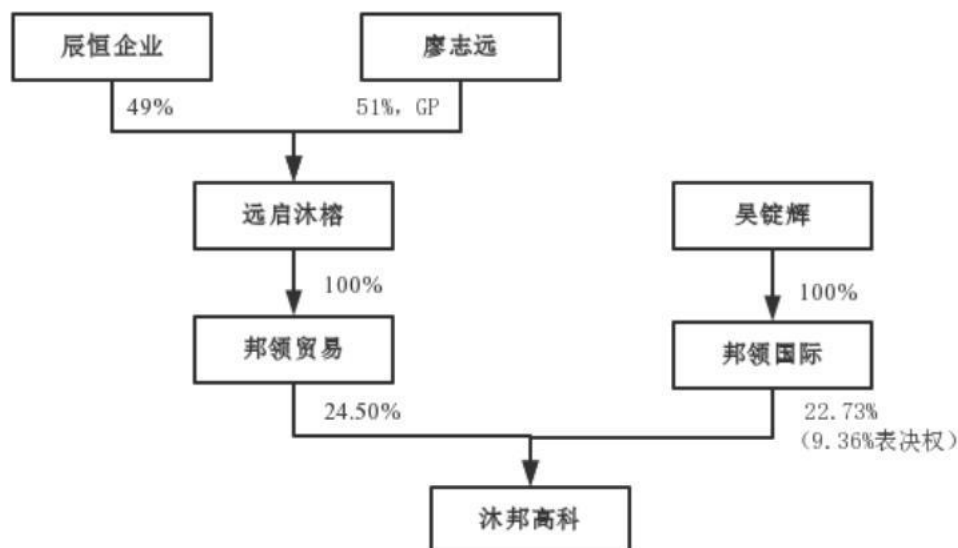 辰恒企业
廖志远
49%
51%，GP
远启沐榕
吴锭辉
100%
100%
邦领贸易
邦领国际
24.50%
22.73%
（9.36%表决权）
沐邦高科